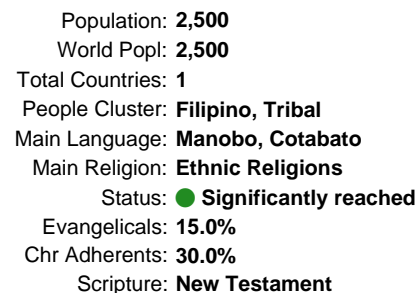 Population: 2,500
World Popl: 2,500
Total Countries: 1
People Cluster: Filipino, Tribal
Main Language: Manobo, Cotabato
Main Religion: Ethnic Religions
Status: Significantly reached
Evangelicals: 15.0%
Chr Adherents: 30.0%
Scripture: New Testament